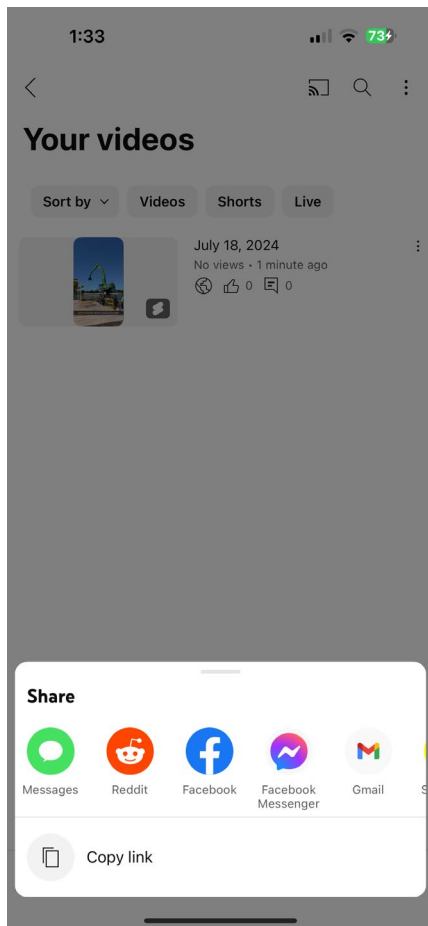 1:33
73
Your videos
Sort by
Videos
Shorts
Live
July 18, 2024
No views • 1 minute ago
0
0
Share
Messages
Reddit
Facebook
Facebook
Messenger
Gmail
S
Copy link